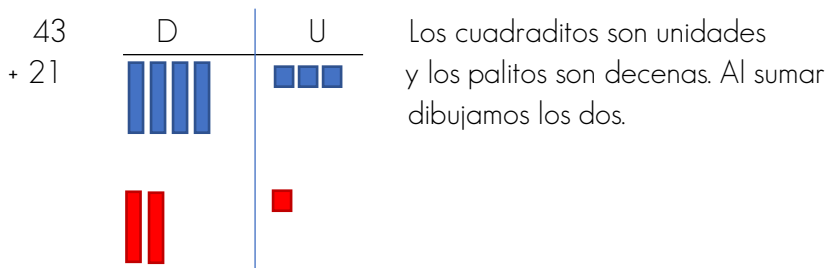 43 D U Los cuadraditos son unidades
+ 21 y los palitos son decenas. Al sumar
dibujamos los dos.